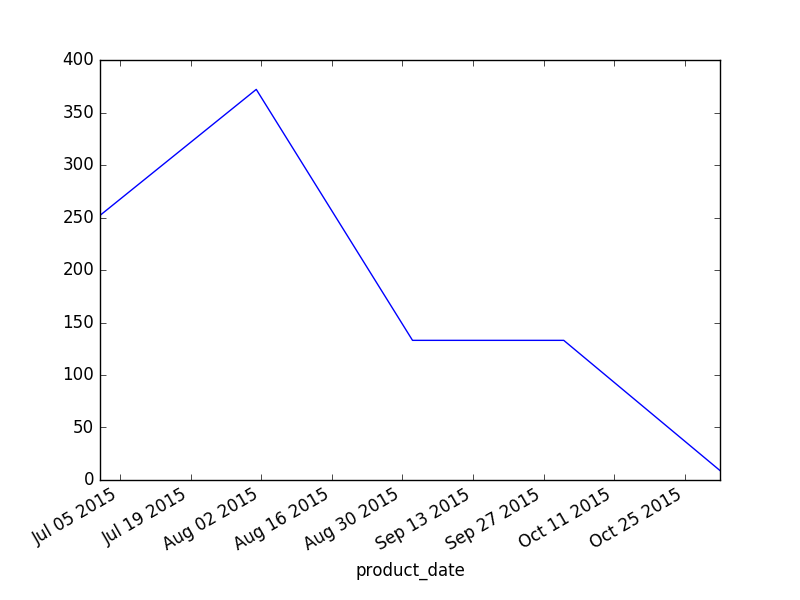 400
350
300
250
200
150
100
50
0
Jul 05 2015
Jul 19 2015
Aug 02 2015
Aug 16 2015
Aug 30 2015
Sep 13 2015
Sep 27 2015
Oct 11 2015
Oct 25 2015
product_date